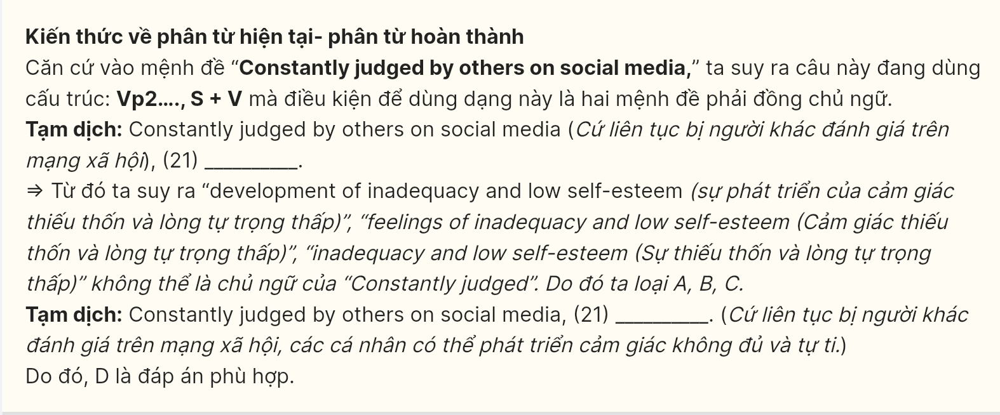 Kiến thức về phân từ hiện tại- phân từ hoàn thành
Căn cứ vào mệnh đề “Constantly judged by others on social media,” ta suy ra câu này đang dùng
cấu trúc: Vp2...., S + V mà điều kiện để dùng dạng này là hai mệnh đề phải đồng chủ ngữ.
Tạm dịch: Constantly judged by others on social media (Cứ liên tục bị người khác đánh giá trên
mạng xã hội), (21) __________.
⇒ Từ đó ta suy ra “development of inadequacy and low self-esteem (sự phát triển của cảm giác
thiếu thốn và lòng tự trọng thấp)”, “feelings of inadequacy and low self-esteem (Cảm giác thiếu
thốn và lòng tự trọng thấp)”, “inadequacy and low self-esteem (Sự thiếu thốn và lòng tự trọng
thấp)” không thể là chủ ngữ của “Constantly judged”. Do đó ta loại A, B, C.
Tạm dịch: Constantly judged by others on social media, (21) __________. (Cứ liên tục bị người khác
đánh giá trên mạng xã hội, các cá nhân có thể phát triển cảm giác không đủ và tự ti.)
Do đó, D là đáp án phù hợp.